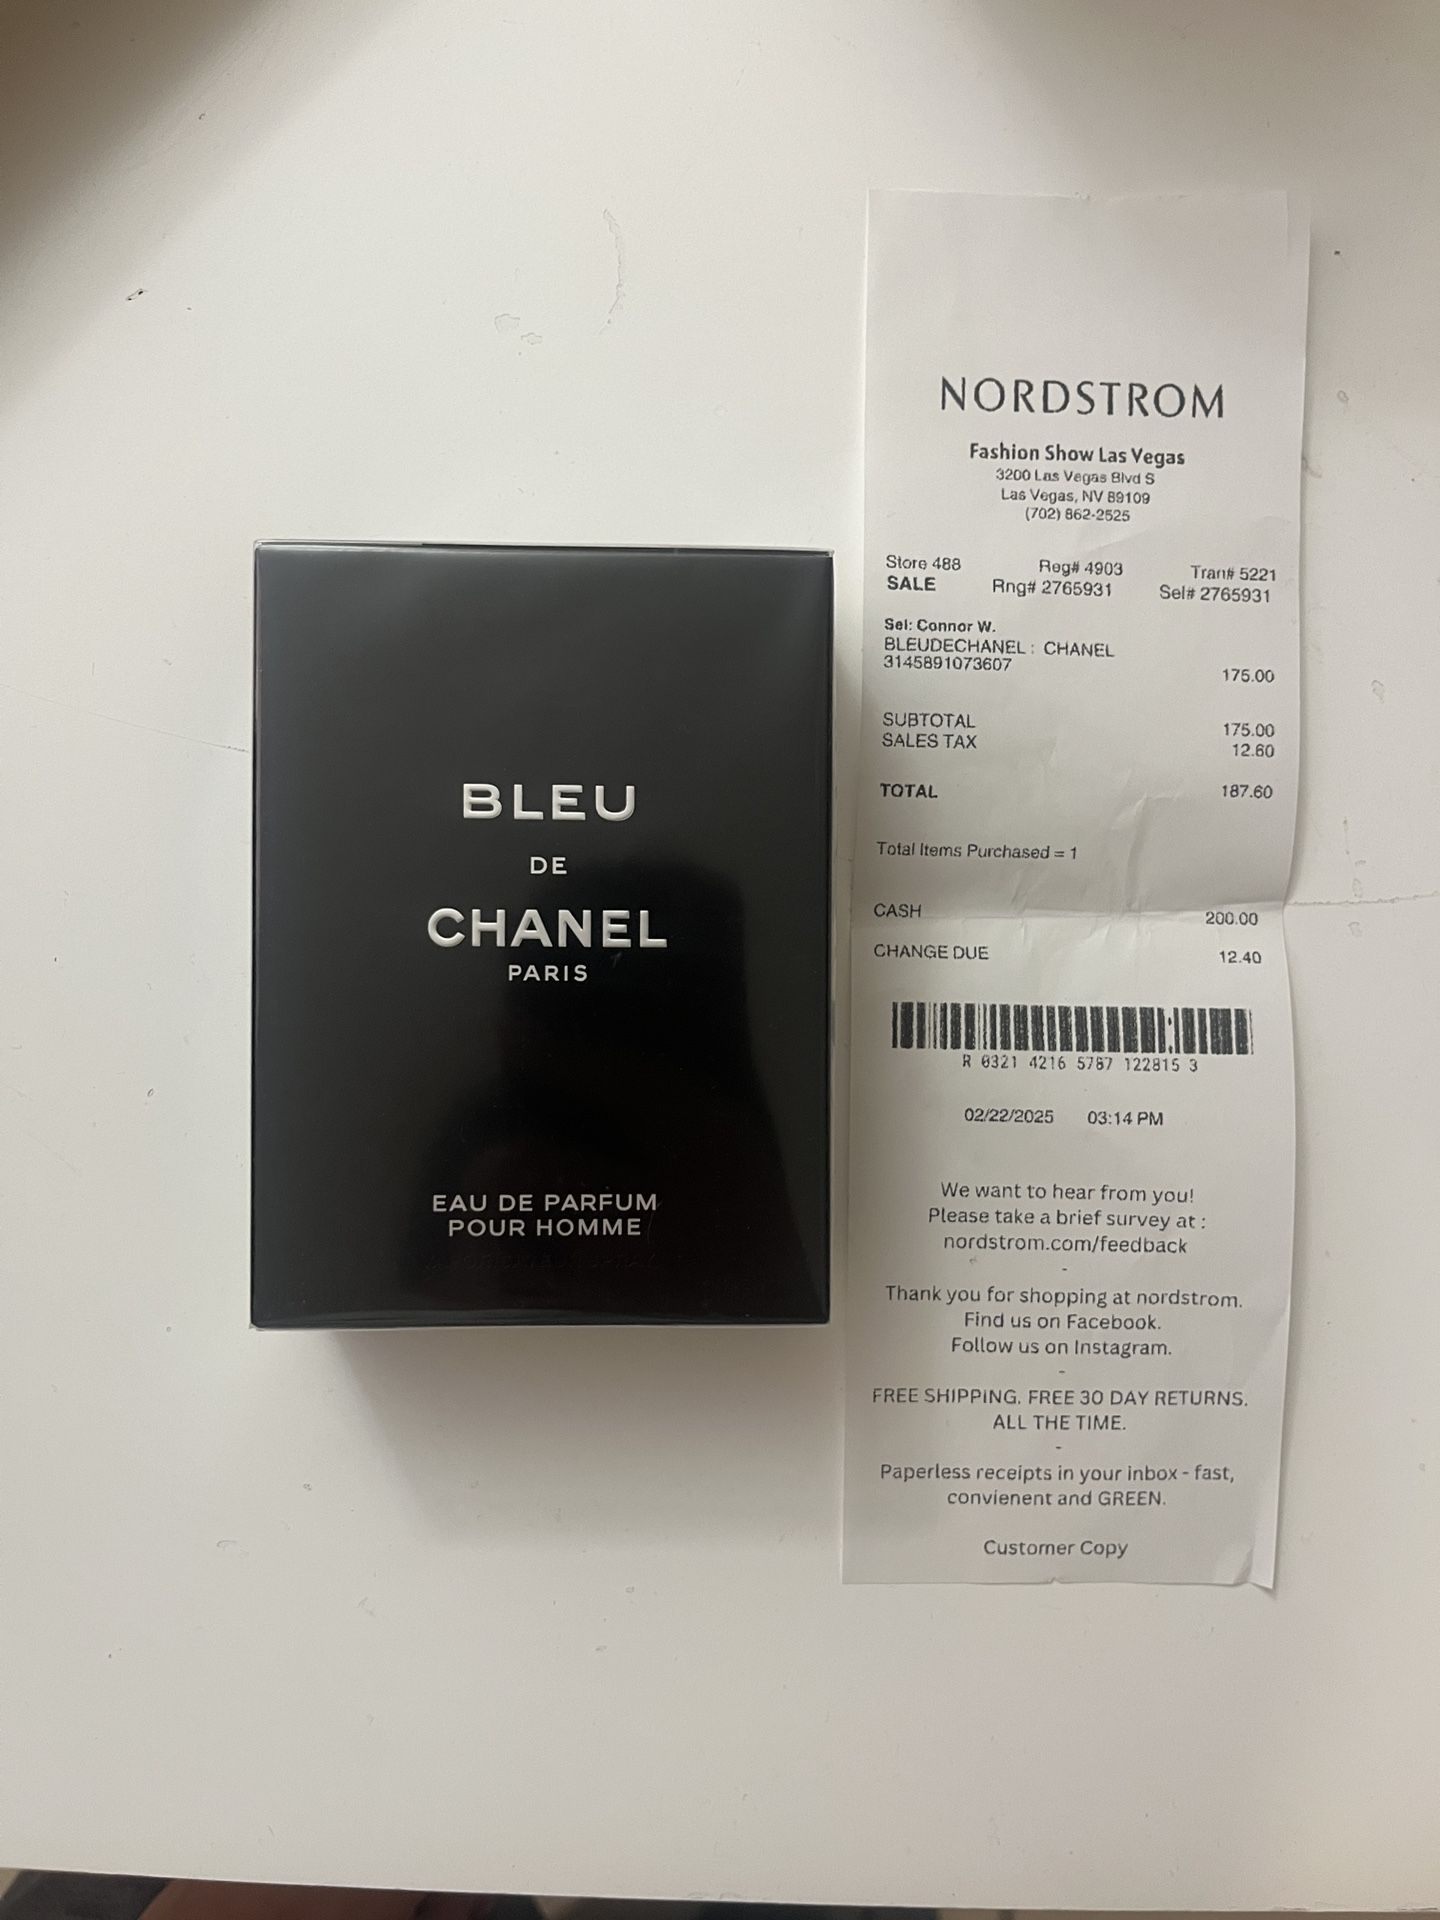 BLEU
DE
CHANEL
PARIS
EAU DE PARFUM
POUR HOMME
NORDSTROM
Fashion Show Las Vegas
3200 Las Vegas Blvd S
Las Vegas, NV 89109
(702) 862-2525
Store 488 Reg# 4903 Tran# 5221
SALE Rng# 2765931 Sel# 2765931
Sel: Connor W.
BLEUDECHANEL : CHANEL
3145891073607 175.00
SUBTOTAL 175.00
SALES TAX 12.60
TOTAL 187.60
Total Items Purchased = 1
CASH 200.00
CHANGE DUE 12.40
R 0321 4216 5787 122815 3
02/22/2025 03:14 PM
We want to hear from you!
Please take a brief survey at :
nordstrom.com/feedback
-
Thank you for shopping at nordstrom.
Find us on Facebook.
Follow us on Instagram.
-
FREE SHIPPING. FREE 30 DAY RETURNS.
ALL THE TIME.
-
Paperless receipts in your inbox - fast,
convienent and GREEN.
Customer Copy